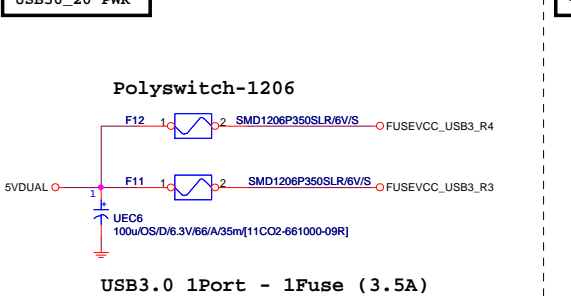 USB30_20 PWR
Polyswitch-1206
F12 1 2 SMD1206P350SLR/6V/S FUSEVCC_USB3_R4
F11 1 2 SMD1206P350SLR/6V/S FUSEVCC_USB3_R3
5VDUAL
1
+
UEC6
100u/OS/D/6.3V/66/A/35m/[11CO2-661000-09R]
USB3.0 1Port - 1Fuse (3.5A)